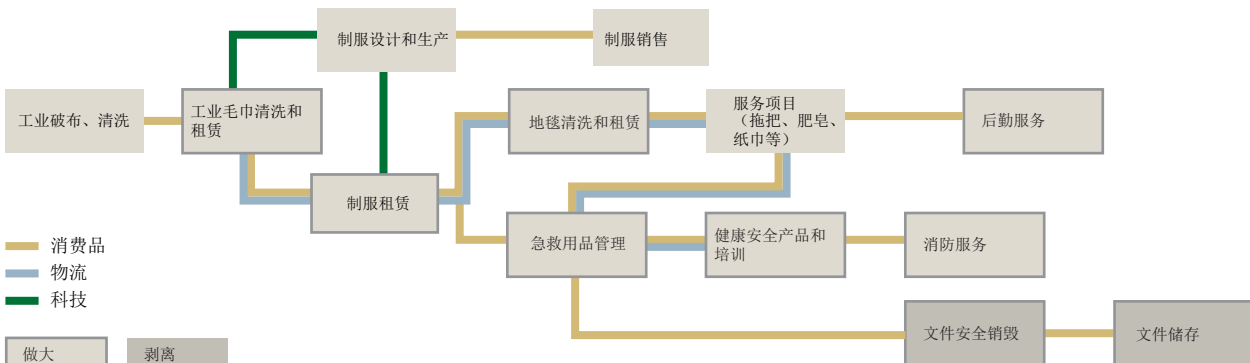 制服设计和生产
制服销售
工业破布、清洗
工业毛巾清洗和
租赁
地毯清洗和租赁
服务项目
（拖把、肥皂、
纸巾等）
后勤服务
制服租赁
急救用品管理
健康安全产品和
培训
消防服务
消费品
物流
科技
文件安全销毁
文件储存
做大
剥离